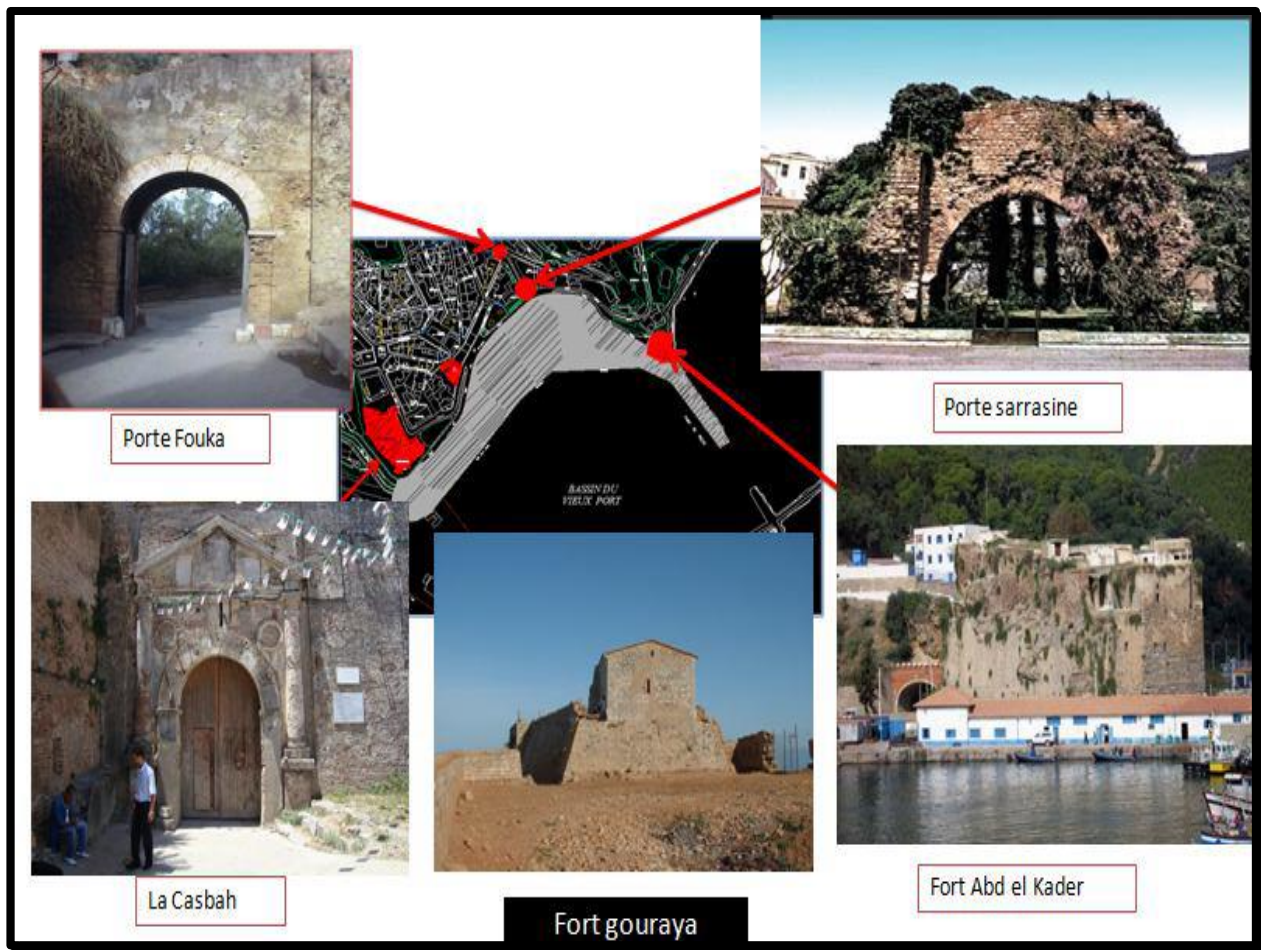 Porte Fouka
Porte sarrasine
BASSIN DU
VIEUX PORT
La Casbah
Fort gouraya
Fort Abd el Kader